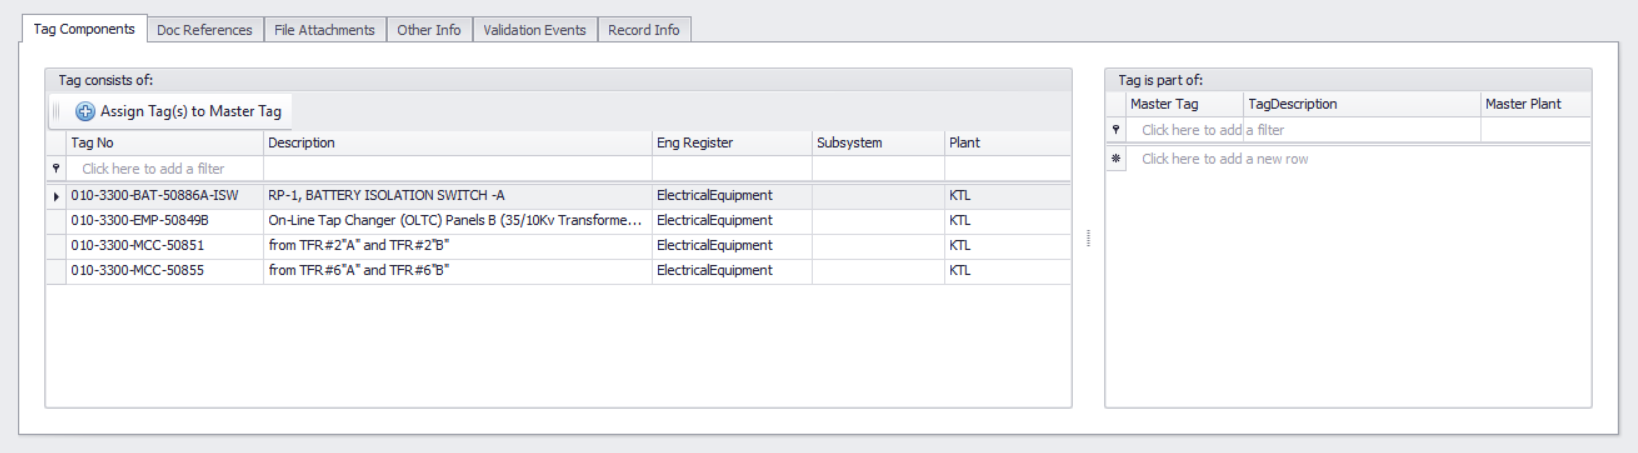 Tag Components Doc References File Attachments Other Info Validation Events Record Info
Tag consists of:
Assign Tag(s) to Master Tag
Tag No Description Eng Register Subsystem Plant
Click here to add a filter
010-3300-BAT-50886A-ISW RP-1, BATTERY ISOLATION SWITCH -A ElectricalEquipment KTL
010-3300-EMP-50849B On-Line Tap Changer (OLTC) Panels B (35/10Kv Transforme... ElectricalEquipment KTL
010-3300-MCC-50851 from TFR#2"A" and TFR#2"B" ElectricalEquipment KTL
010-3300-MCC-50855 from TFR#6"A" and TFR#6"B" ElectricalEquipment KTL
Tag is part of:
Master Tag TagDescription Master Plant
Click here to add a filter
Click here to add a new row